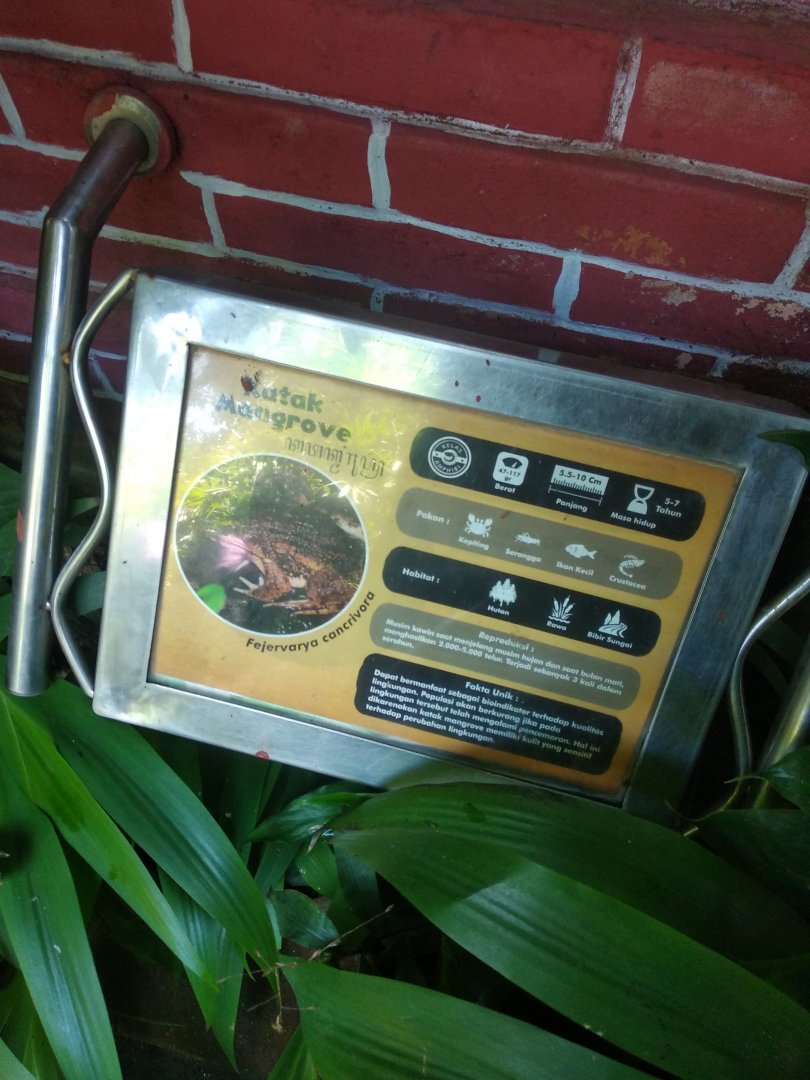 Katak
Mangrove
Fejervarya cancrivora
KELAS
AMPHIBI
47-117
gr
Berat
5.5-10 Cm
Panjang
5-7
Tahun
Masa hidup
Pakan :
Kepiting
Serangga
Ikan Kecil
Crustacea
Habitat :
Hutan
Rawa
Bibir Sungai
Reproduksi :
Musim kawin saat menjelang musim hujan dan saat bulan mati,
menghasilkan 2.000-5.000 telur. Terjadi sebanyak 3 kali dalam
setahun.
Fakta Unik :
Dapat bermanfaat sebagai bioindikator terhadap kualitas
lingkungan. Populasi akan berkurang jika pada
lingkungan tersebut telah mengalami pencemaran. Hal ini
dikarenakan katak mangrove memiliki kulit yang sensitif
terhadap perubahan lingkungan.